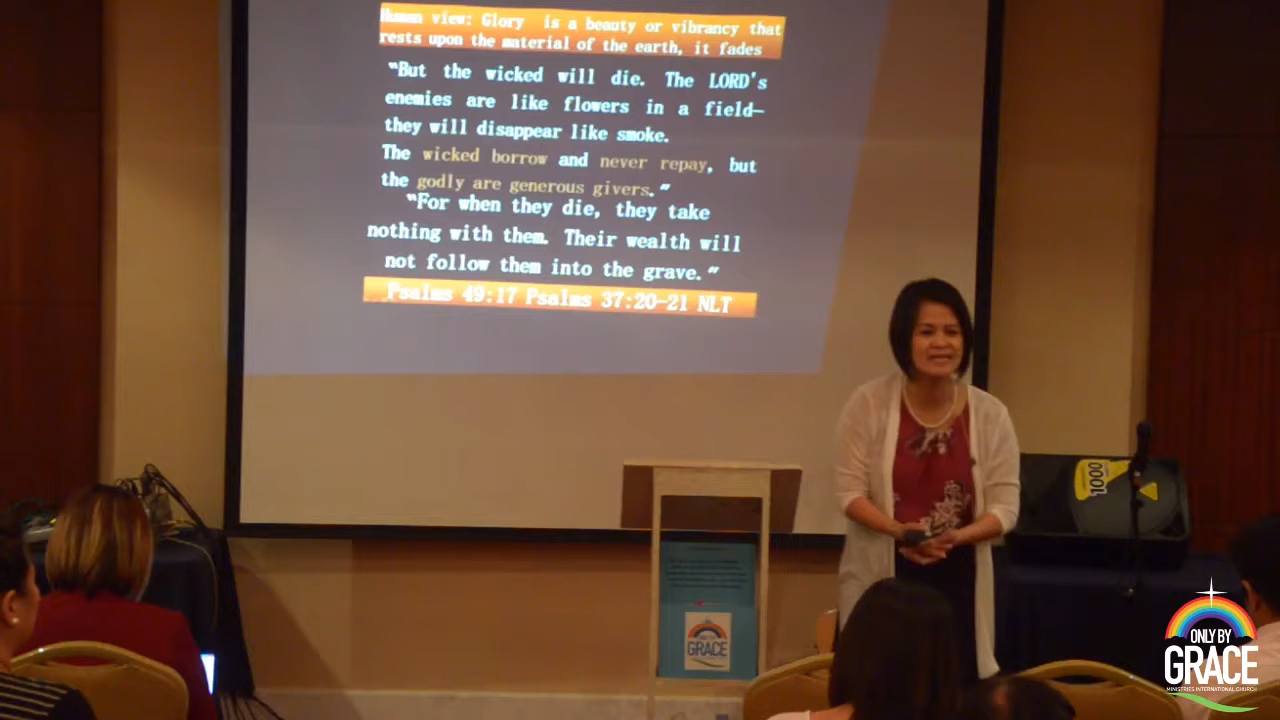 Human view: Glory is a beauty or vibrancy that
rests upon the material of the earth, it fades
"But the wicked will die. The LORD's
enemies are like flowers in a field—
they will disappear like smoke.
The wicked borrow and never repay, but
the godly are generous givers."
"For when they die, they take
nothing with them. Their wealth will
not follow them into the grave."
Psalms 49:17 Psalms 37:20-21 NLT
1000
GRACE
ONLY BY
GRACE
MINISTRIES INTERNATIONAL CHURCH